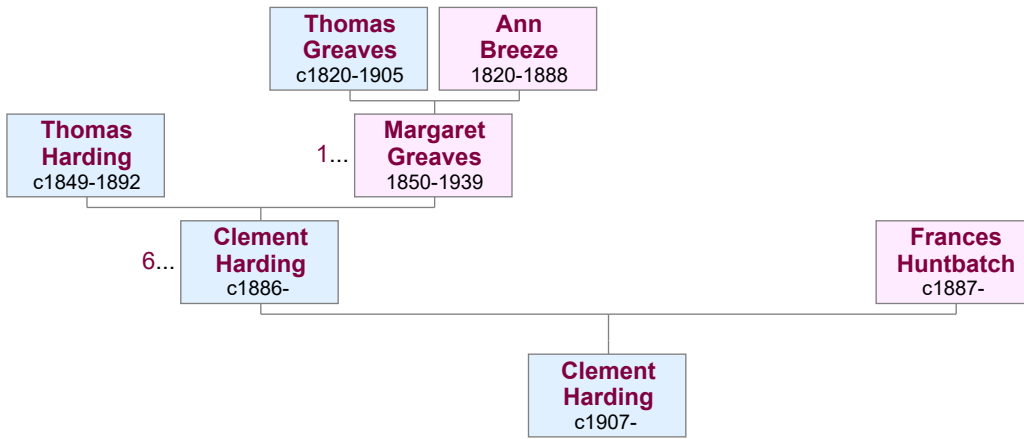 Thomas
Greaves
c1820-1905
Ann
Breeze
1820-1888
Thomas
Harding
c1849-1892
1...
Margaret
Greaves
1850-1939
6...
Clement
Harding
c1886-
Frances
Huntbatch
c1887-
Clement
Harding
c1907-